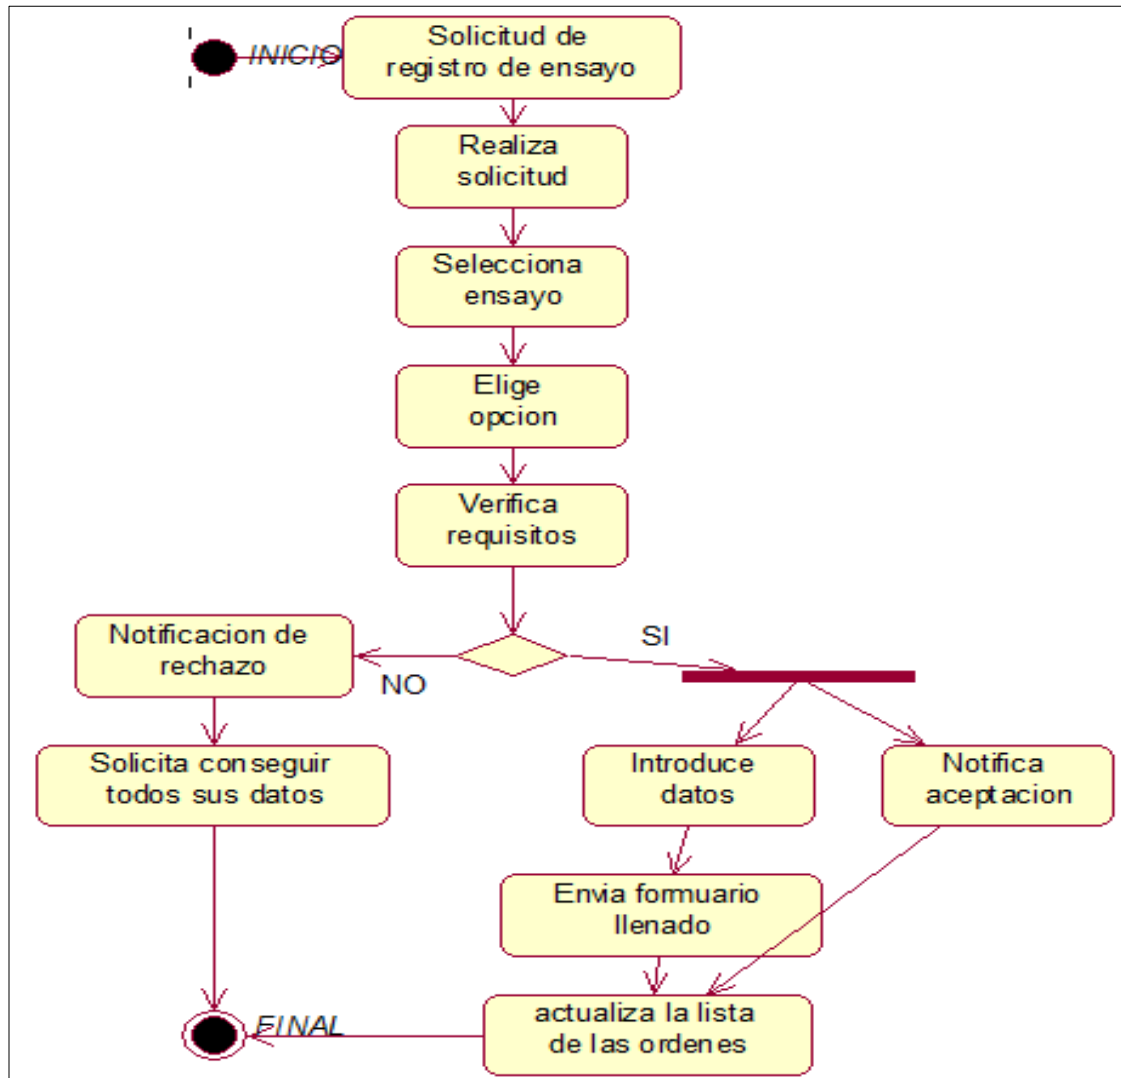 INICIO
Solicitud de
registro de ensayo
Realiza
solicitud
Selecciona
ensayo
Elige
opcion
Verifica
requisitos
SI
NO
Notificacion de
rechazo
Solicita conseguir
todos sus datos
Introduce
datos
Notifica
aceptacion
Envia formuario
llenado
actualiza la lista
de las ordenes
FINAL